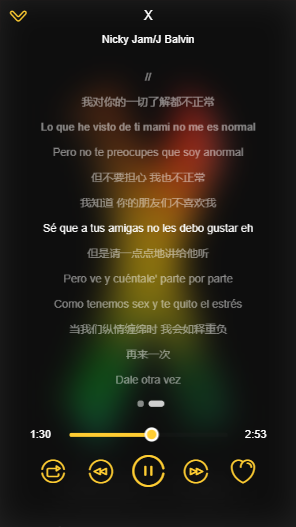 X
Nicky Jam/J Balvin
//
我对你的一切了解都不正常
Lo que he visto de ti mami no me es normal
Pero no te preocupes que soy anormal
但不要担心 我也不正常
我知道 你的朋友们不喜欢我
Sé que a tus amigas no les debo gustar eh
但是请一点点地讲给他听
Pero ve y cuéntale' parte por parte
Como tenemos sex y te quito el estrés
当我们纵情缠绵时 我会如释重负
再来一次
Dale otra vez
1:30
2:53